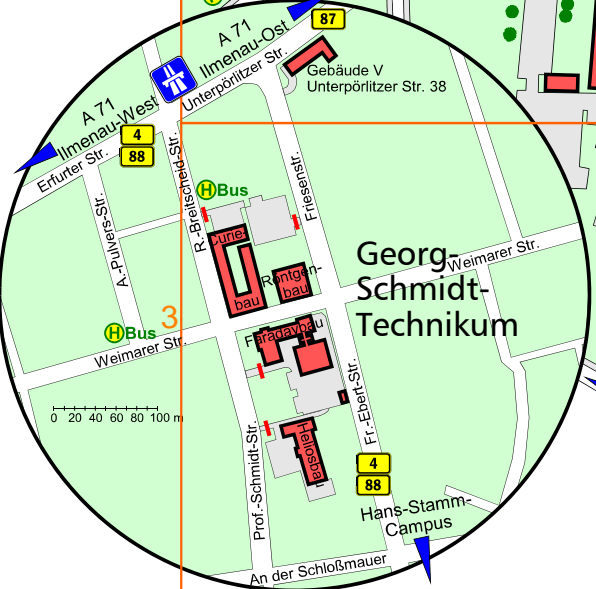 H
87
A 71
Ilmenau-Ost
Unterpörlitzer Str.
Gebäude V
Unterpörlitzer Str. 38
A 71
Ilmenau-West
4
88
Erfurter Str.
R.-Breitscheid-Str.
Friesenstr.
A.-Pulvers-Str.
H Bus
Curie-
bau
Röntgen-
bau
Georg-
Schmidt-
Technikum
Weimarer Str.
3
H Bus
Weimarer Str.
Faradaybau
0 20 40 60 80 100 m
Fr.-Ebert-Str.
Prof.-Schmidt-Str.
Heliosbau
4
88
Hans-Stamm-
Campus
An der Schloßmauer